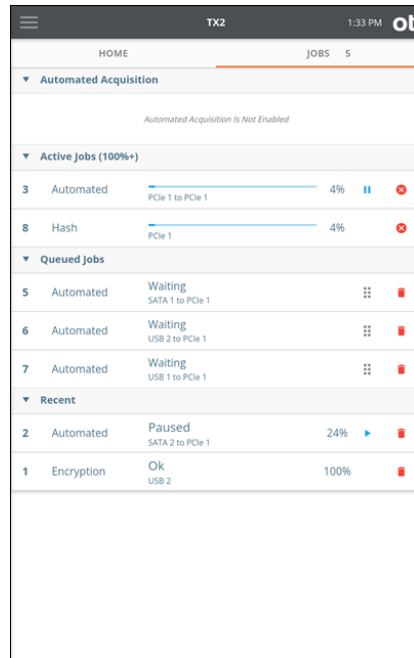 TX2 1:33 PM ot
HOME JOBS 5
Automated Acquisition
Automated Acquisition Is Not Enabled
Active Jobs (100%+)
3 Automated 4%
PCIe 1 to PCIe 1
8 Hash 4%
PCIe 1
Queued Jobs
5 Automated Waiting
SATA 1 to PCIe 1
6 Automated Waiting
USB 2 to PCIe 1
7 Automated Waiting
USB 1 to PCIe 1
Recent
2 Automated Paused 24%
SATA 2 to PCIe 1
1 Encryption Ok 100%
USB 2